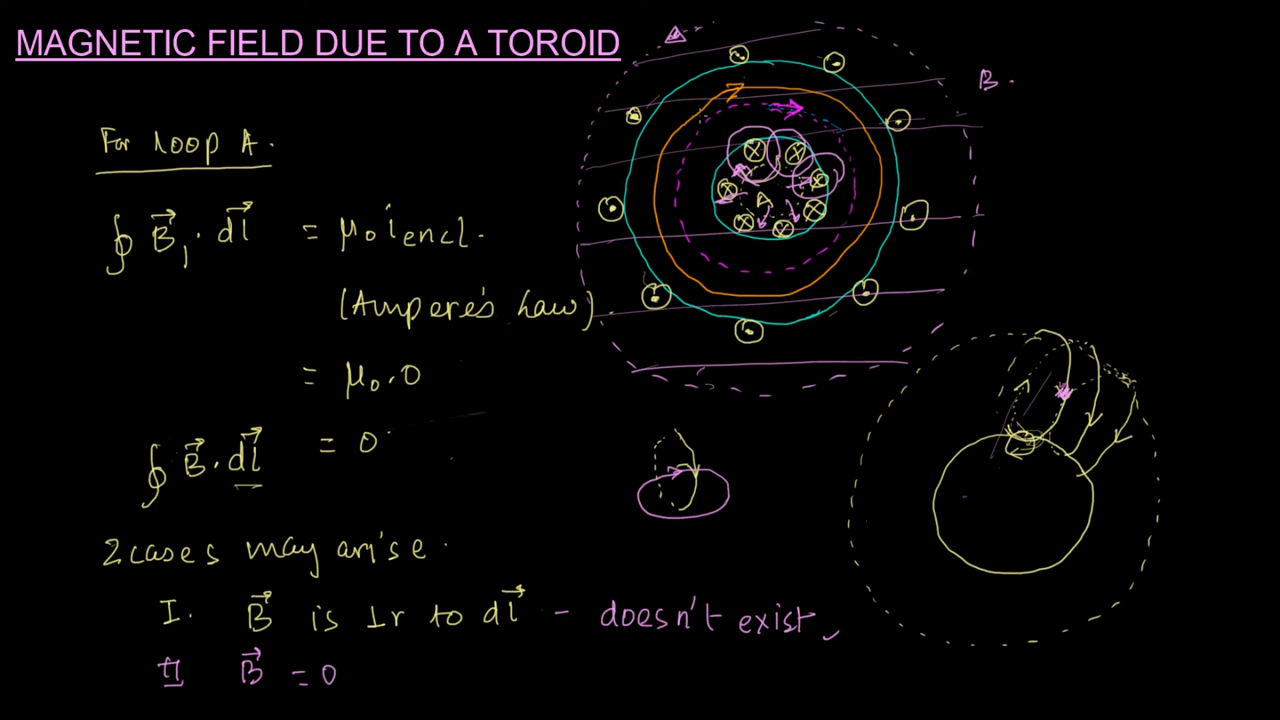 MAGNETIC FIELD DUE TO A TOROID
B.
For Loop A.
A
∮ B⃗₁ · dl⃗ = μ₀ iencl.
(Ampere's Law).
= μ₀ . 0
∮ B⃗ · dl⃗ = 0
2 cases may arise.
I. B⃗ is ⊥r to dl⃗ - doesn't exist
II B⃗ = 0